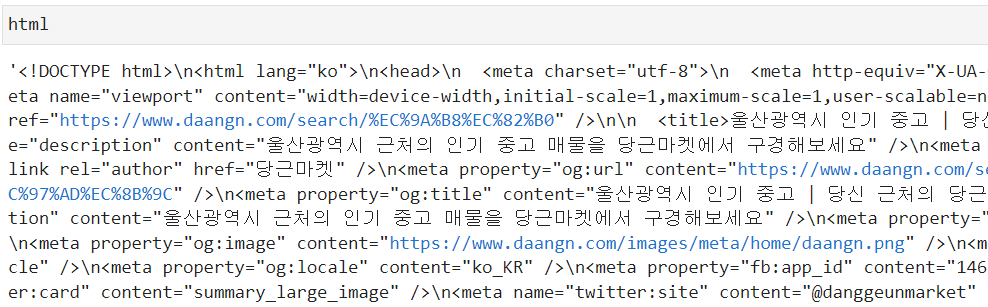 html
'<!DOCTYPE html>\n<html lang="ko">\n<head>\n  <meta charset="utf-8">\n  <meta http-equiv="X-UA-
eta name="viewport" content="width=device-width,initial-scale=1,maximum-scale=1,user-scalable=n
ref="https://www.daangn.com/search/%EC%9A%B8%EC%82%B0" />\n\n  <title>울산광역시 인기 중고 | 당신
e="description" content="울산광역시 근처의 인기 중고 매물을 당근마켓에서 구경해보세요" />\n<meta
link rel="author" href="당근마켓" />\n<meta property="og:url" content="https://www.daangn.com/se
C%97%AD%EC%8B%9C" />\n<meta property="og:title" content="울산광역시 인기 중고 | 당신 근처의 당근
tion" content="울산광역시 근처의 인기 중고 매물을 당근마켓에서 구경해보세요" />\n<meta property="
\n<meta property="og:image" content="https://www.daangn.com/images/meta/home/daangn.png" />\n<m
cle" />\n<meta property="og:locale" content="ko_KR" />\n<meta property="fb:app_id" content="146
er:card" content="summary_large_image" />\n<meta name="twitter:site" content="@danggeunmarket"